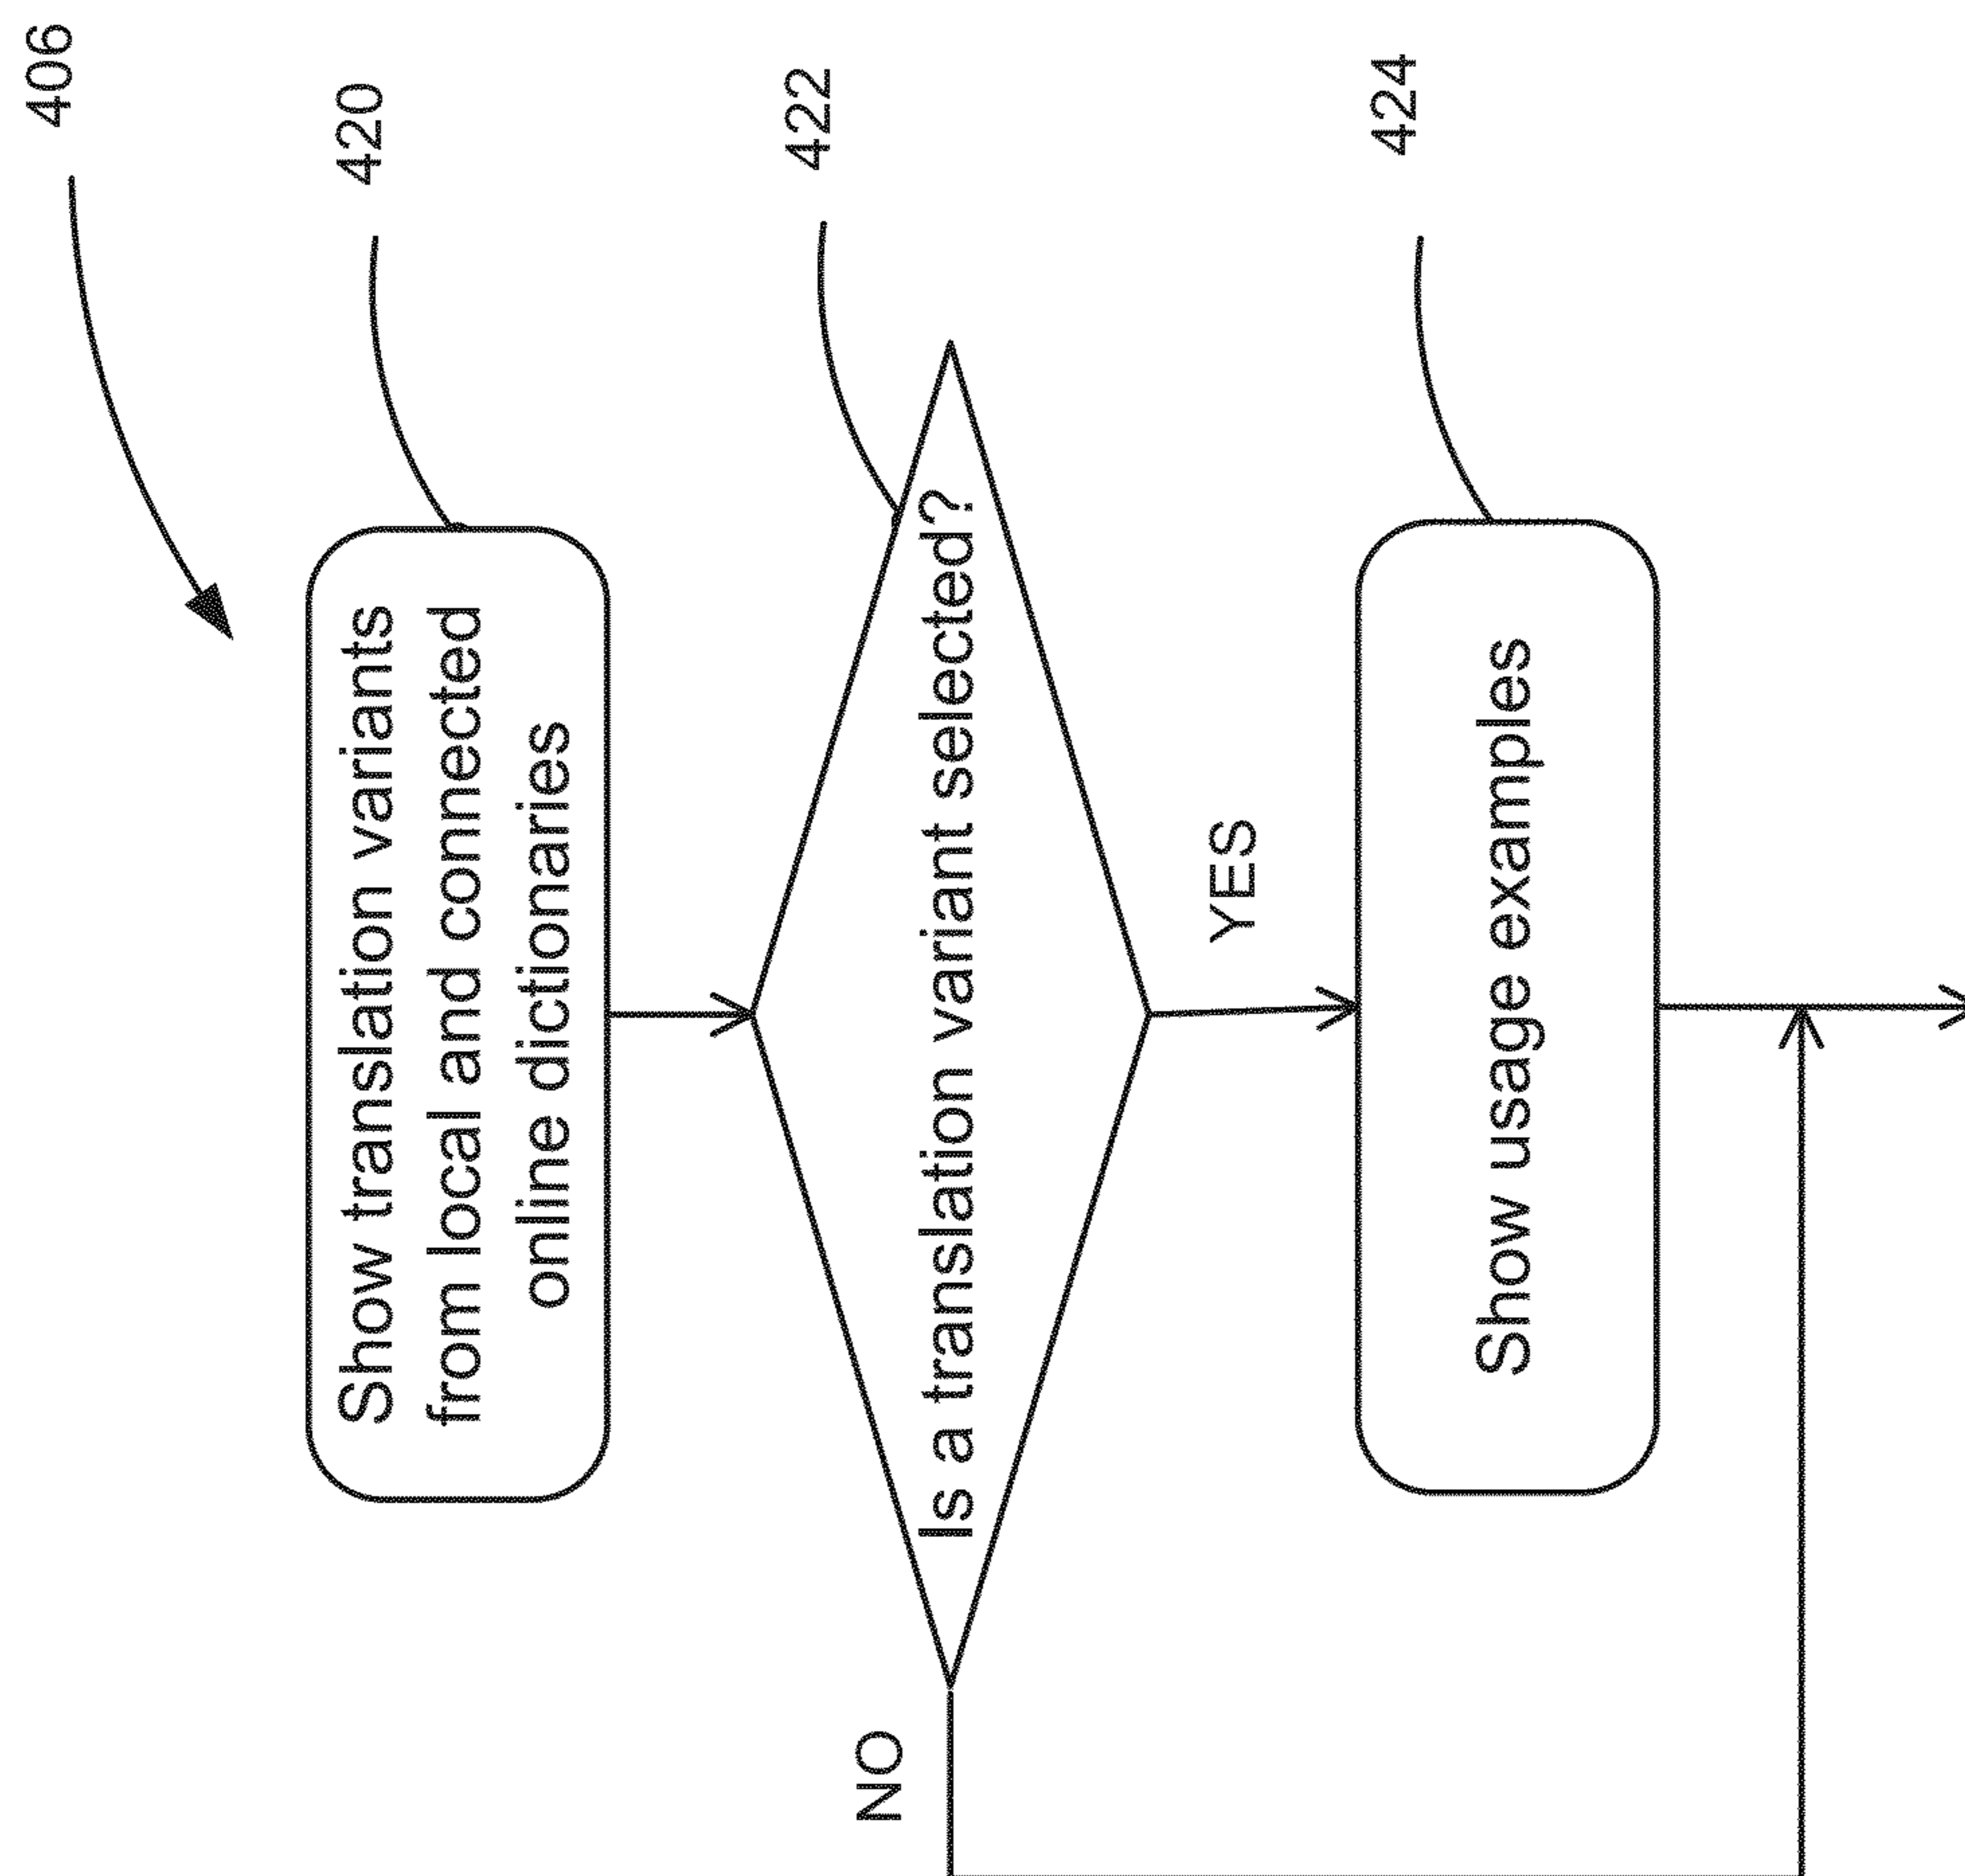 406
420
Show translation variants
from local and connected
online dictionaries
422
Is a translation variant selected?
NO
YES
424
Show usage examples